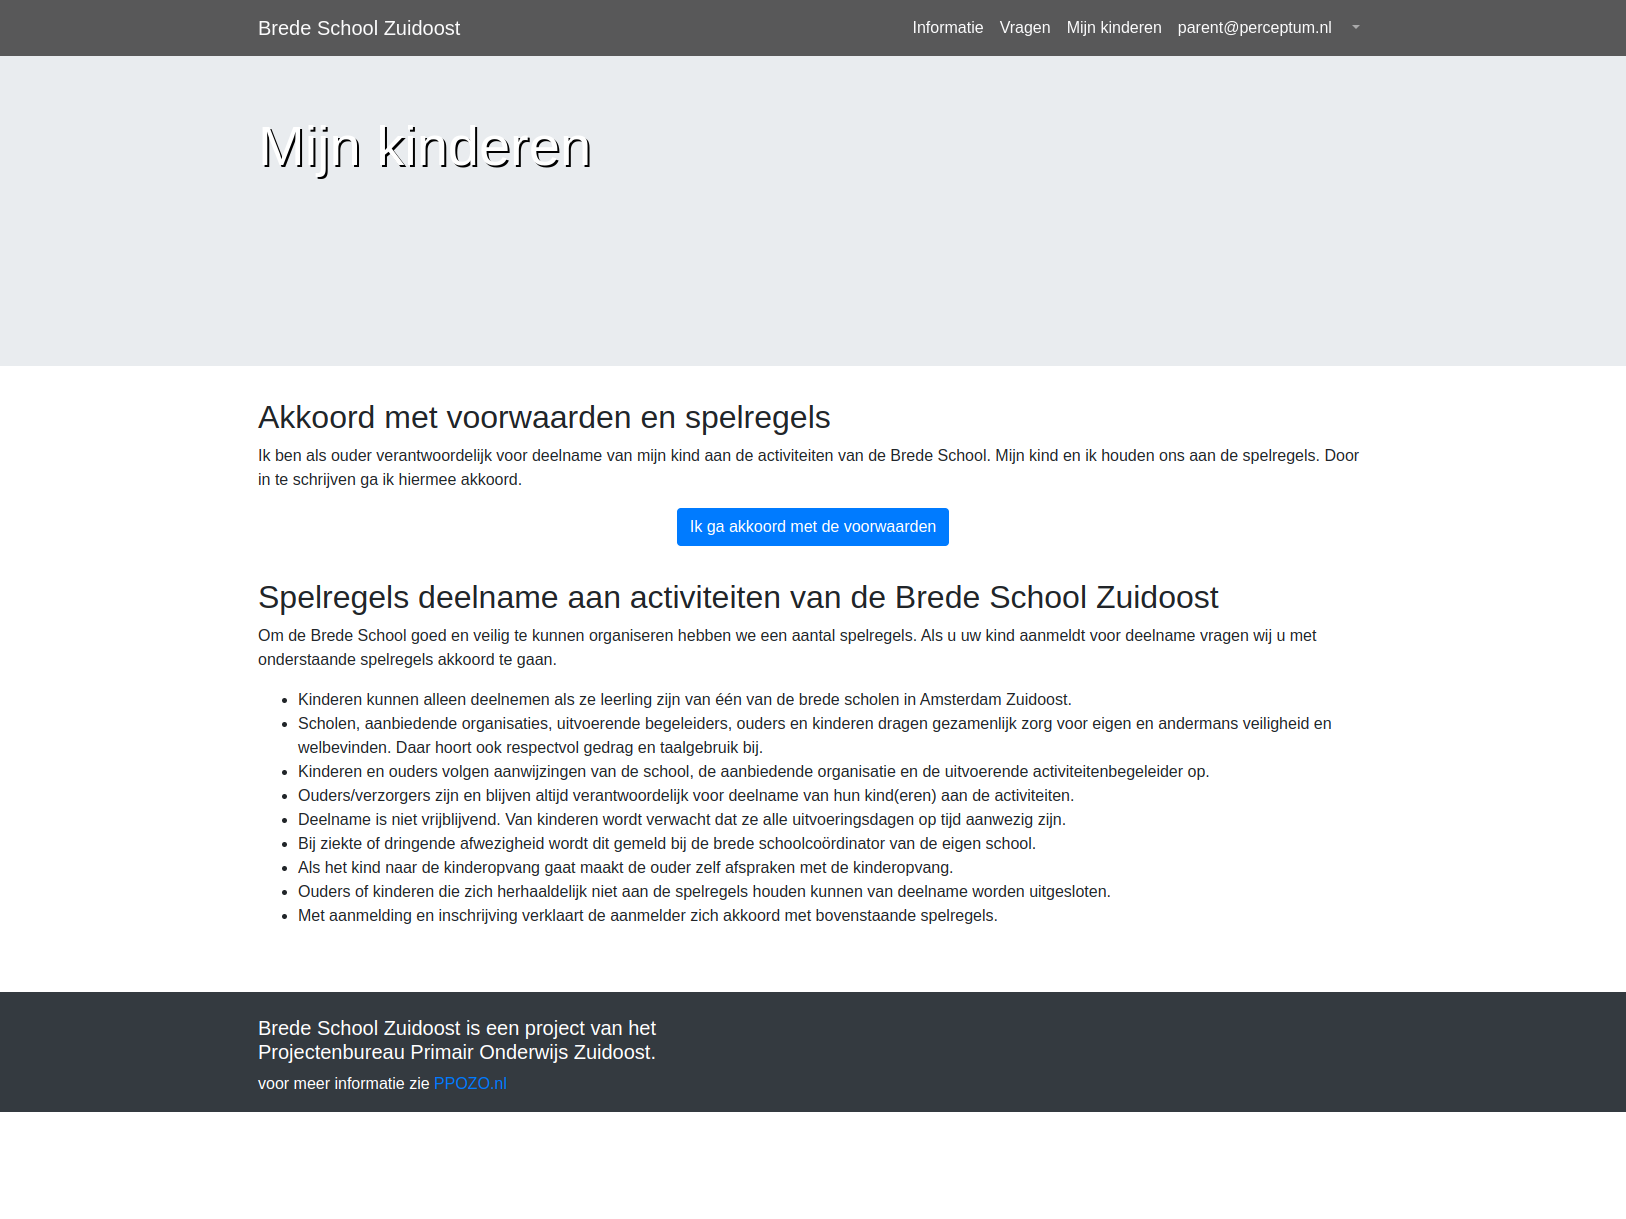 Brede School Zuidoost
Informatie Vragen Mijn kinderen parent@perceptum.nl
Mijn kinderen
Akkoord met voorwaarden en spelregels
Ik ben als ouder verantwoordelijk voor deelname van mijn kind aan de activiteiten van de Brede School. Mijn kind en ik houden ons aan de spelregels. Door
in te schrijven ga ik hiermee akkoord.
Ik ga akkoord met de voorwaarden
Spelregels deelname aan activiteiten van de Brede School Zuidoost
Om de Brede School goed en veilig te kunnen organiseren hebben we een aantal spelregels. Als u uw kind aanmeldt voor deelname vragen wij u met
onderstaande spelregels akkoord te gaan.
• Kinderen kunnen alleen deelnemen als ze leerling zijn van één van de brede scholen in Amsterdam Zuidoost.
• Scholen, aanbiedende organisaties, uitvoerende begeleiders, ouders en kinderen dragen gezamenlijk zorg voor eigen en andermans veiligheid en
welbevinden. Daar hoort ook respectvol gedrag en taalgebruik bij.
• Kinderen en ouders volgen aanwijzingen van de school, de aanbiedende organisatie en de uitvoerende activiteitenbegeleider op.
• Ouders/verzorgers zijn en blijven altijd verantwoordelijk voor deelname van hun kind(eren) aan de activiteiten.
• Deelname is niet vrijblijvend. Van kinderen wordt verwacht dat ze alle uitvoeringsdagen op tijd aanwezig zijn.
• Bij ziekte of dringende afwezigheid wordt dit gemeld bij de brede schoolcoördinator van de eigen school.
• Als het kind naar de kinderopvang gaat maakt de ouder zelf afspraken met de kinderopvang.
• Ouders of kinderen die zich herhaaldelijk niet aan de spelregels houden kunnen van deelname worden uitgesloten.
• Met aanmelding en inschrijving verklaart de aanmelder zich akkoord met bovenstaande spelregels.
Brede School Zuidoost is een project van het
Projectenbureau Primair Onderwijs Zuidoost.
voor meer informatie zie PPOZO.nl